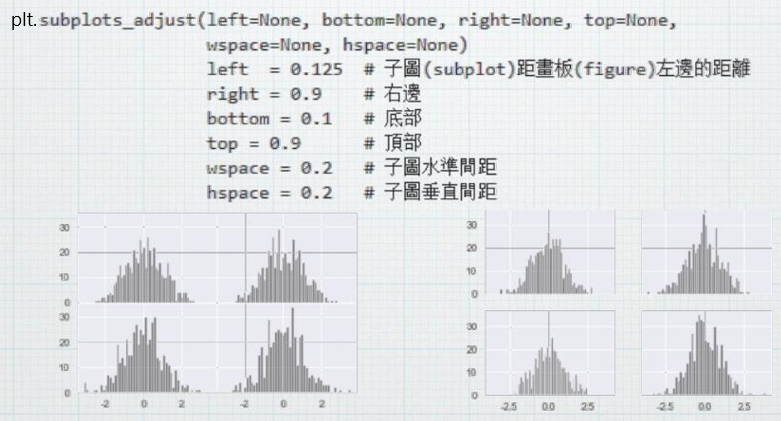 plt.subplots_adjust(left=None, bottom=None, right=None, top=None,
wspace=None, hspace=None)
left = 0.125 # 子圖(subplot)距畫板(figure)左邊的距離
right = 0.9 # 右邊
bottom = 0.1 # 底部
top = 0.9 # 頂部
wspace = 0.2 # 子圖水準間距
hspace = 0.2 # 子圖垂直間距
30
20
10
0
30
20
10
0
-2 0 2 -2 0 2
30
20
10
0
30
20
10
0
-2.5 0.0 2.5 -2.5 0.0 2.5